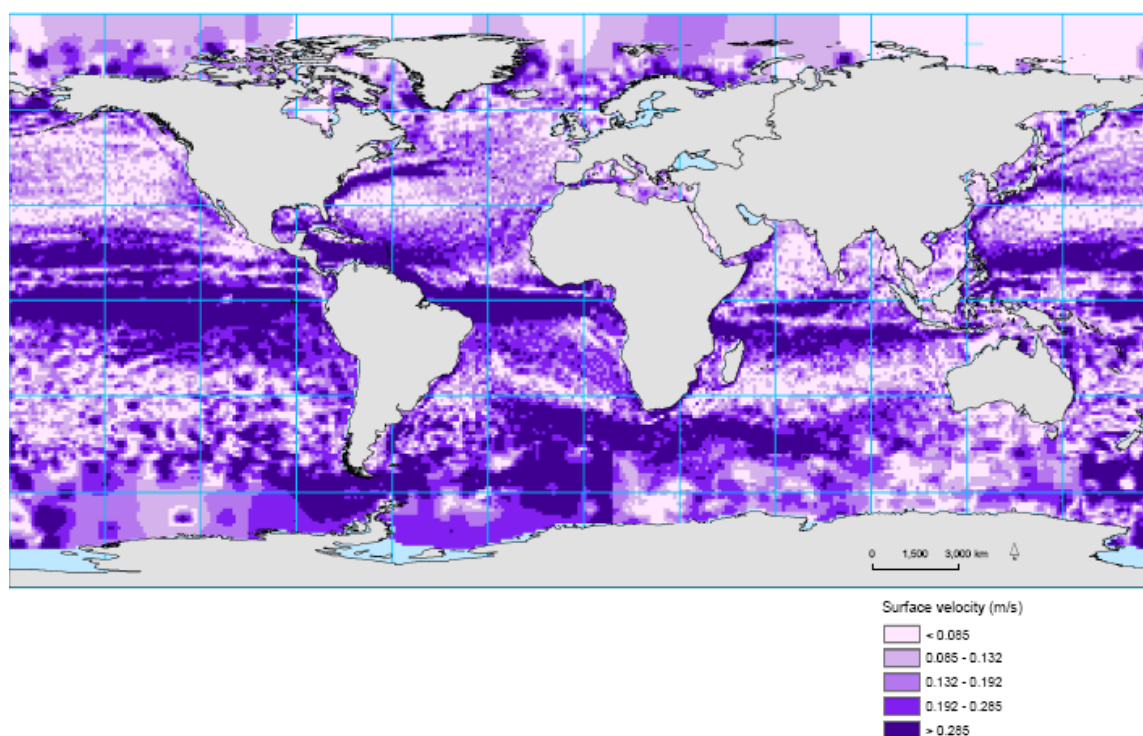 0 1,500 3,000 km
Surface velocity (m/s)
< 0.085
0.085 - 0.132
0.132 - 0.192
0.192 - 0.285
> 0.285